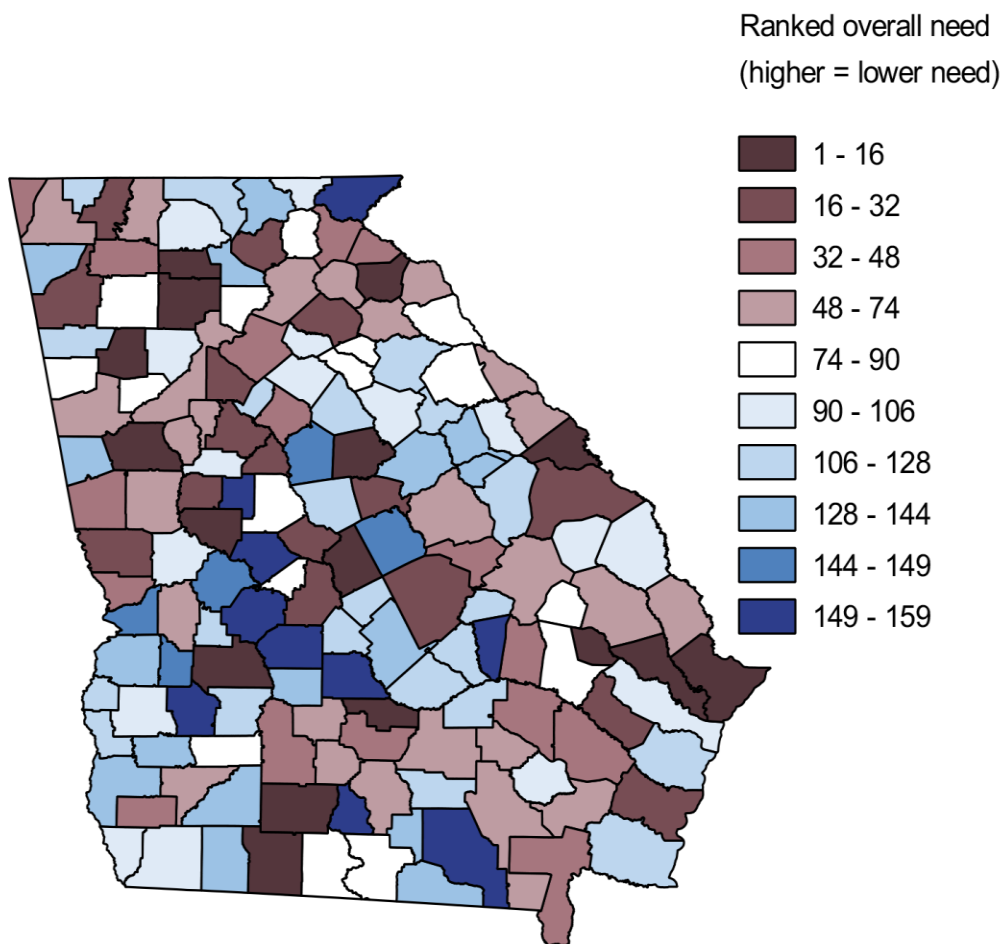 Ranked overall need
(higher = lower need)
1 - 16
16 - 32
32 - 48
48 - 74
74 - 90
90 - 106
106 - 128
128 - 144
144 - 149
149 - 159